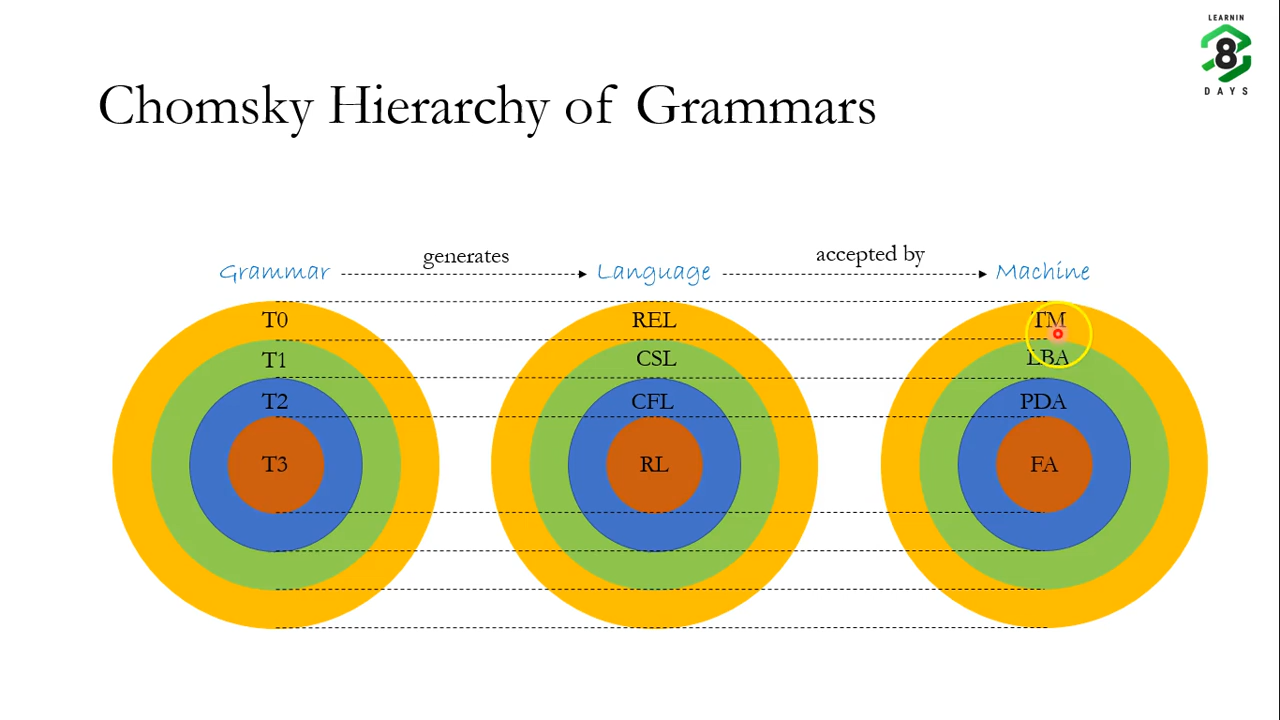 LEARNIN
8
DAYS
Chomsky Hierarchy of Grammars
Grammar generates Language accepted by Machine
T0 REL TM
T1 CSL LBA
T2 CFL PDA
T3 RL FA